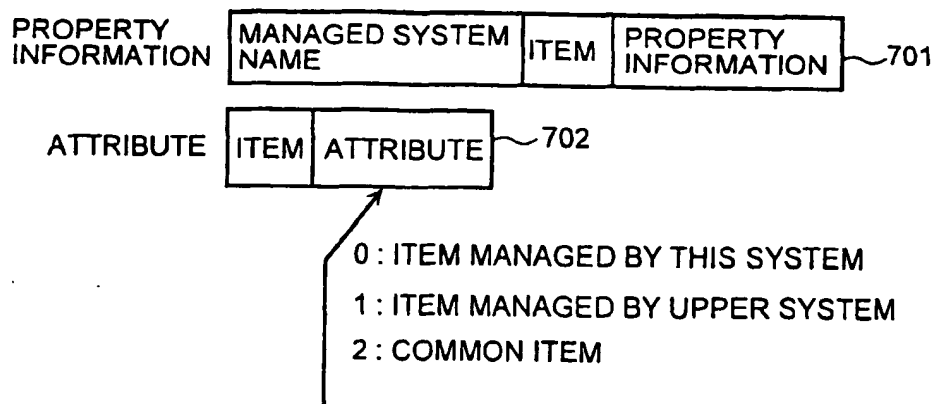 PROPERTY INFORMATION MANAGED SYSTEM NAME ITEM PROPERTY INFORMATION 701
ATTRIBUTE ITEM ATTRIBUTE 702
0 : ITEM MANAGED BY THIS SYSTEM
1 : ITEM MANAGED BY UPPER SYSTEM
2 : COMMON ITEM